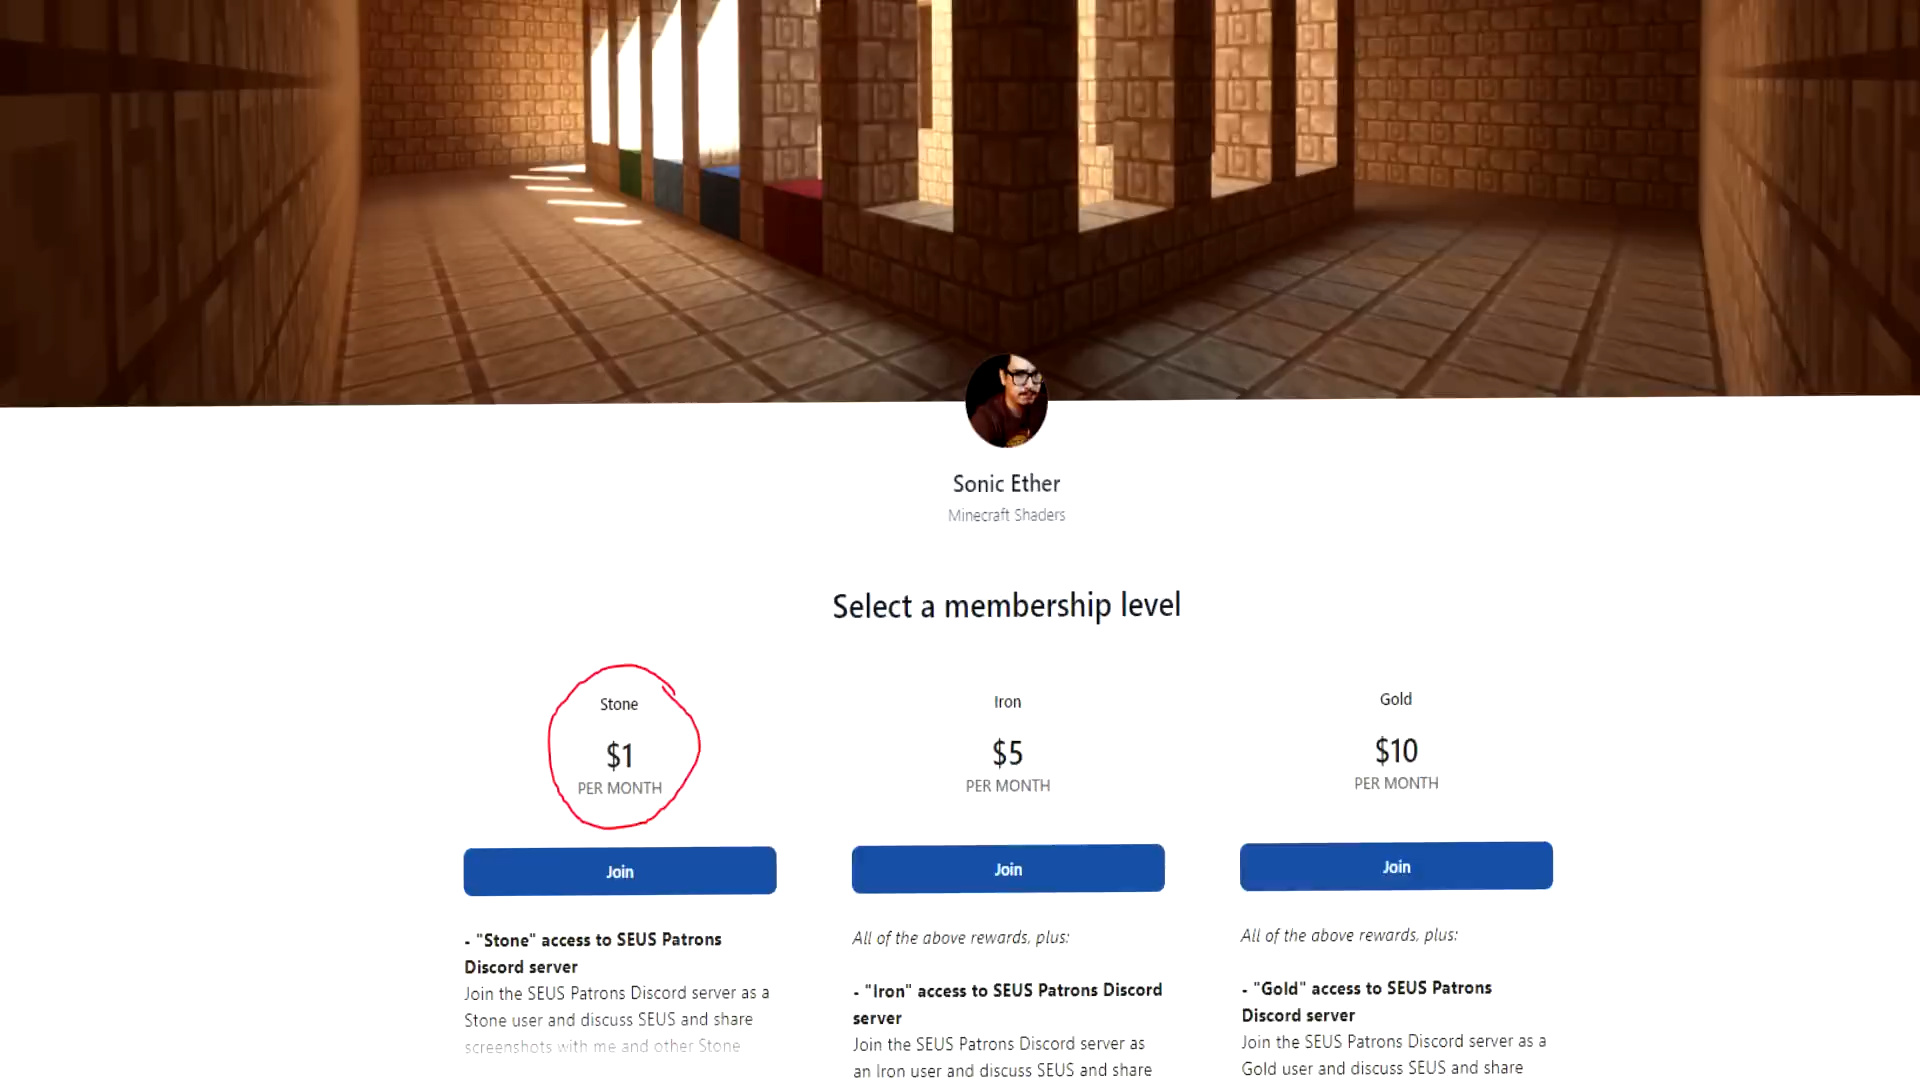 Sonic Ether
Minecraft Shaders
Select a membership level
Stone
$1
PER MONTH
Join
- "Stone" access to SEUS Patrons
Discord server
Join the SEUS Patrons Discord server as a
Stone user and discuss SEUS and share
screenshots with me and other Stone
Iron
$5
PER MONTH
Join
All of the above rewards, plus:
- "Iron" access to SEUS Patrons Discord
server
Join the SEUS Patrons Discord server as
an Iron user and discuss SEUS and share
Gold
$10
PER MONTH
Join
All of the above rewards, plus:
- "Gold" access to SEUS Patrons
Discord server
Join the SEUS Patrons Discord server as a
Gold user and discuss SEUS and share